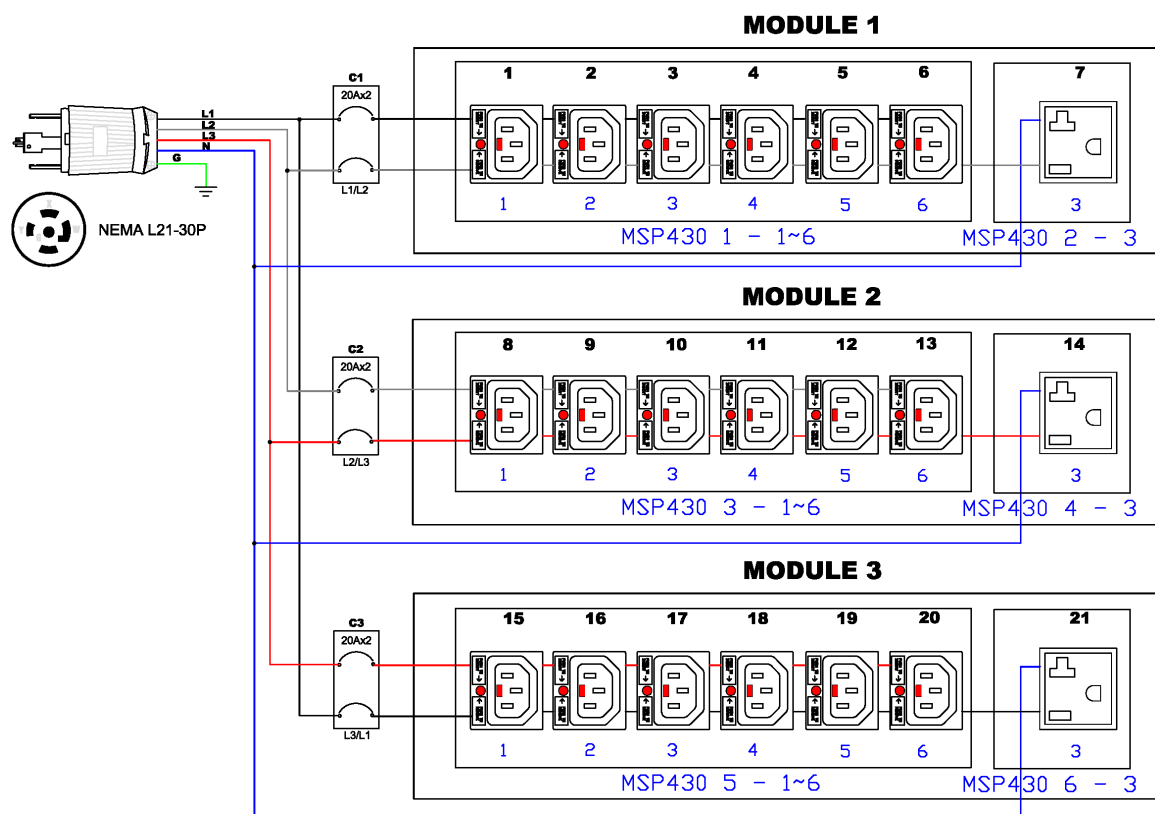 MODULE 1
C1
20Ax2
L1/L2
L1
L2
L3
N
G
NEMA L21-30P
1 2 3 4 5 6 7
1 2 3 4 5 6 3
MSP430 1 - 1~6 MSP430 2 - 3
MODULE 2
C2
20Ax2
L2/L3
8 9 10 11 12 13 14
1 2 3 4 5 6 3
MSP430 3 - 1~6 MSP430 4 - 3
MODULE 3
C3
20Ax2
L3/L1
15 16 17 18 19 20 21
1 2 3 4 5 6 3
MSP430 5 - 1~6 MSP430 6 - 3